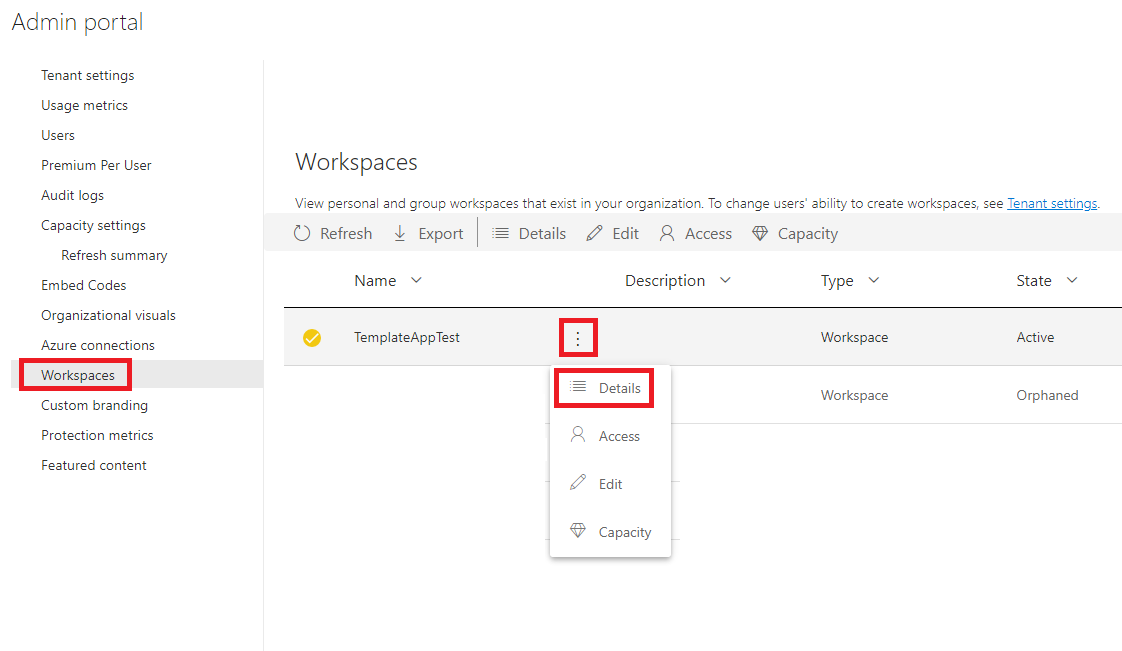 Admin portal
Tenant settings
Usage metrics
Users
Premium Per User
Audit logs
Capacity settings
Refresh summary
Embed Codes
Organizational visuals
Azure connections
Workspaces
Custom branding
Protection metrics
Featured content
Workspaces
View personal and group workspaces that exist in your organization. To change users' ability to create workspaces, see Tenant settings.
Refresh Export Details Edit Access Capacity
Name Description Type State
TemplateAppTest Workspace Active
Workspace Orphaned
Details
Access
Edit
Capacity